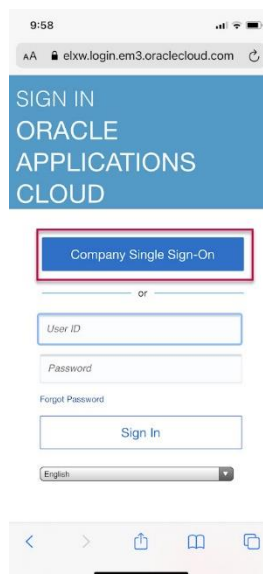 9:58
AA elxw.login.em3.oraclecloud.com
SIGN IN
ORACLE
APPLICATIONS
CLOUD
Company Single Sign-On
or
User ID
Password
Forgot Password
Sign In
English